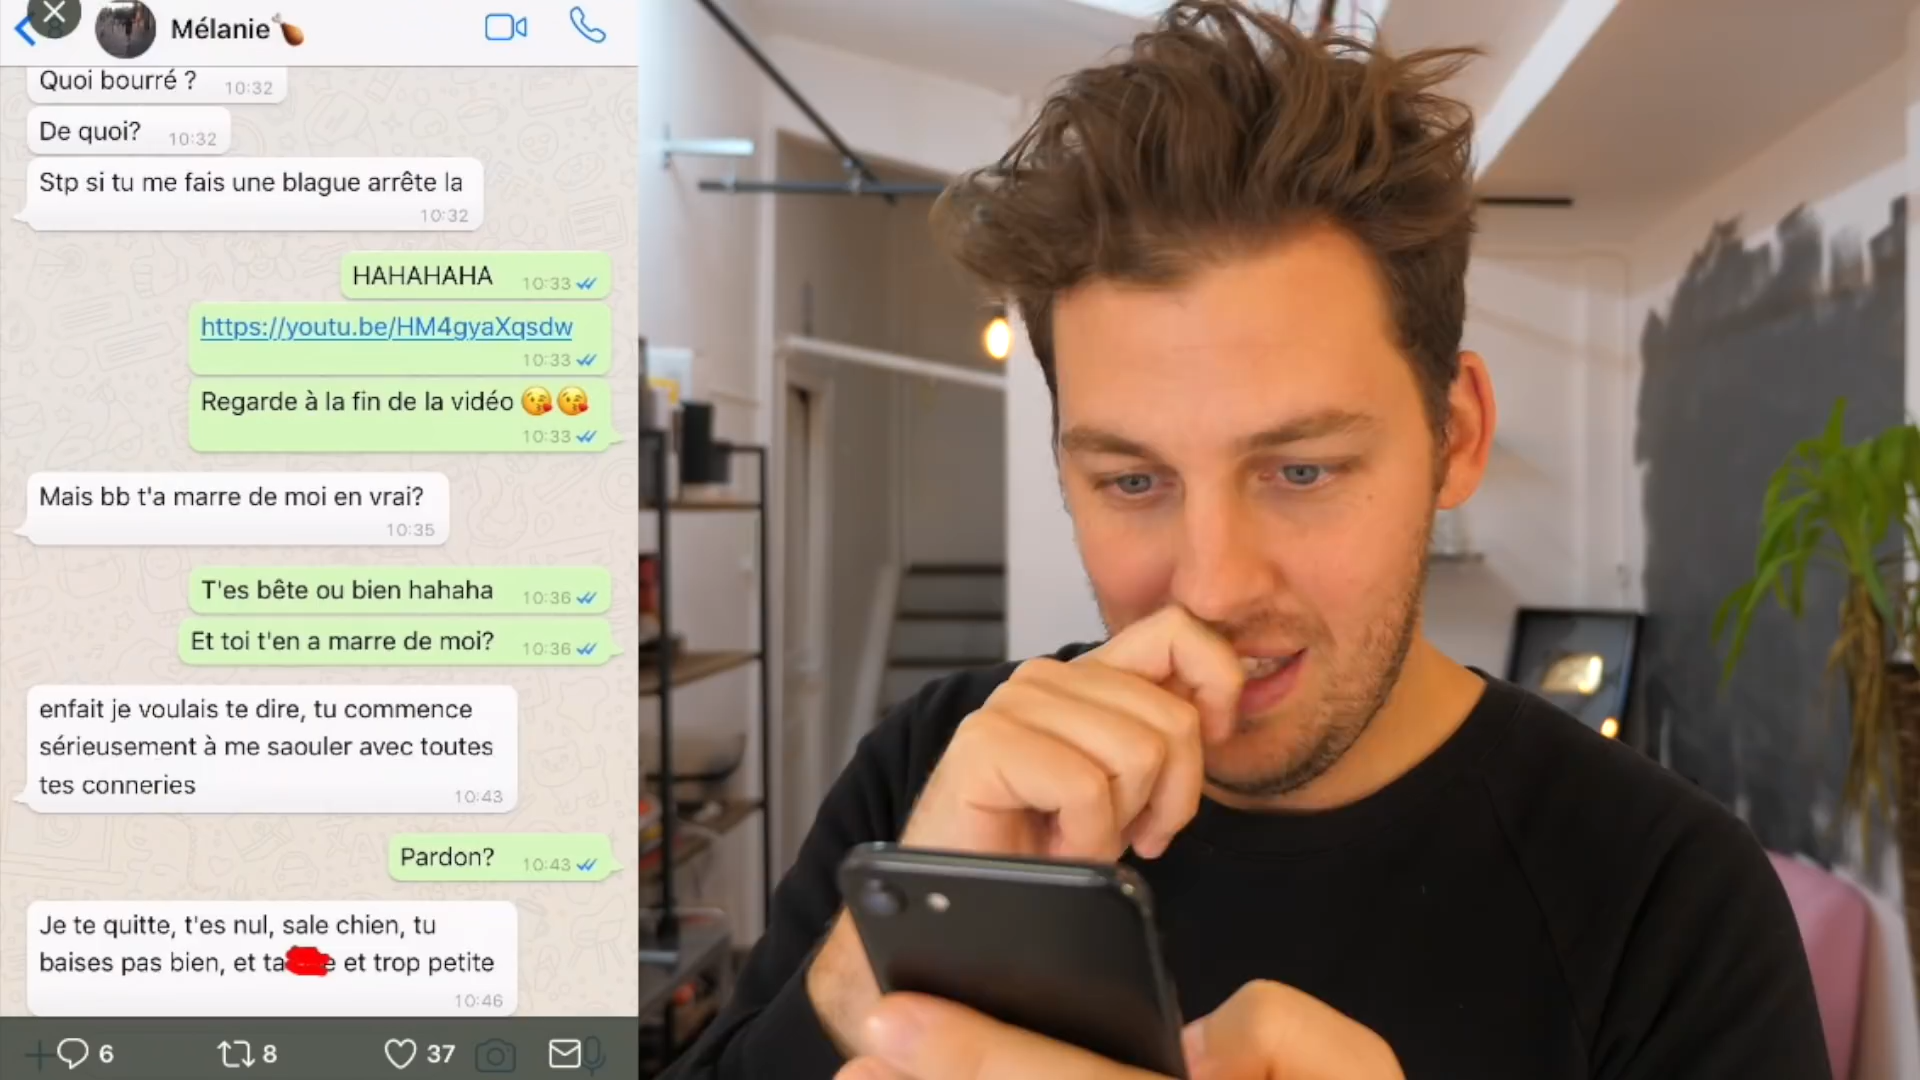 Mélanie🍗
Quoi bourré ? 10:32
De quoi? 10:32
Stp si tu me fais une blague arrête la
10:32
HAHAHAHA 10:33
https://youtu.be/HM4gyaXqsdw
10:33
Regarde à la fin de la vidéo 😘😘
10:33
Mais bb t'a marre de moi en vrai?
10:35
T'es bête ou bien hahaha 10:36
Et toi t'en a marre de moi? 10:36
enfait je voulais te dire, tu commence
sérieusement à me saouler avec toutes
tes conneries
10:43
Pardon? 10:43
Je te quitte, t'es nul, sale chien, tu
baises pas bien, et ta e et trop petite
10:46
6 8 37